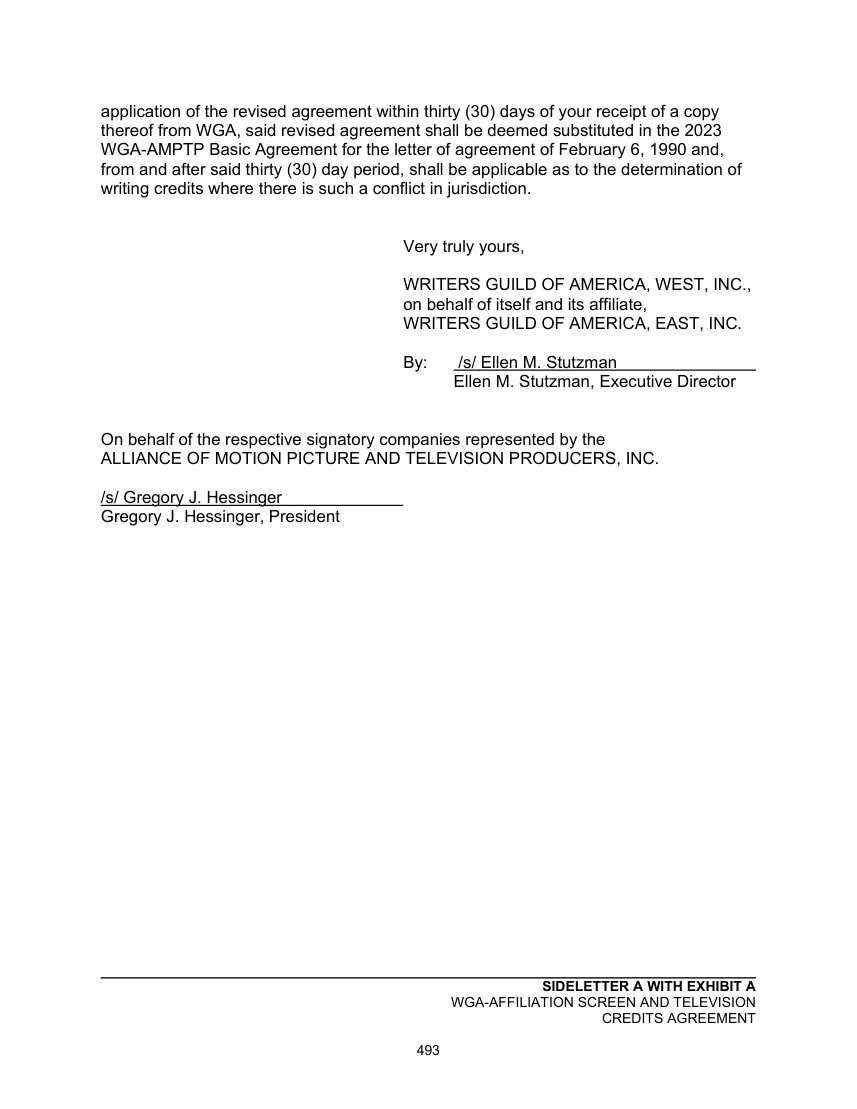 application of the revised agreement within thirty (30) days of your receipt of a copy
thereof from WGA, said revised agreement shall be deemed substituted in the 2023
WGA-AMPTP Basic Agreement for the letter of agreement of February 6, 1990 and,
from and after said thirty (30) day period, shall be applicable as to the determination of
writing credits where there is such a conflict in jurisdiction.
Very truly yours,
WRITERS GUILD OF AMERICA, WEST, INC.,
on behalf of itself and its affiliate,
WRITERS GUILD OF AMERICA, EAST, INC.
By: /s/ Ellen M. Stutzman
Ellen M. Stutzman, Executive Director
On behalf of the respective signatory companies represented by the
ALLIANCE OF MOTION PICTURE AND TELEVISION PRODUCERS, INC.
/s/ Gregory J. Hessinger
Gregory J. Hessinger, President
SIDELETTER A WITH EXHIBIT A
WGA-AFFILIATION SCREEN AND TELEVISION
CREDITS AGREEMENT
493